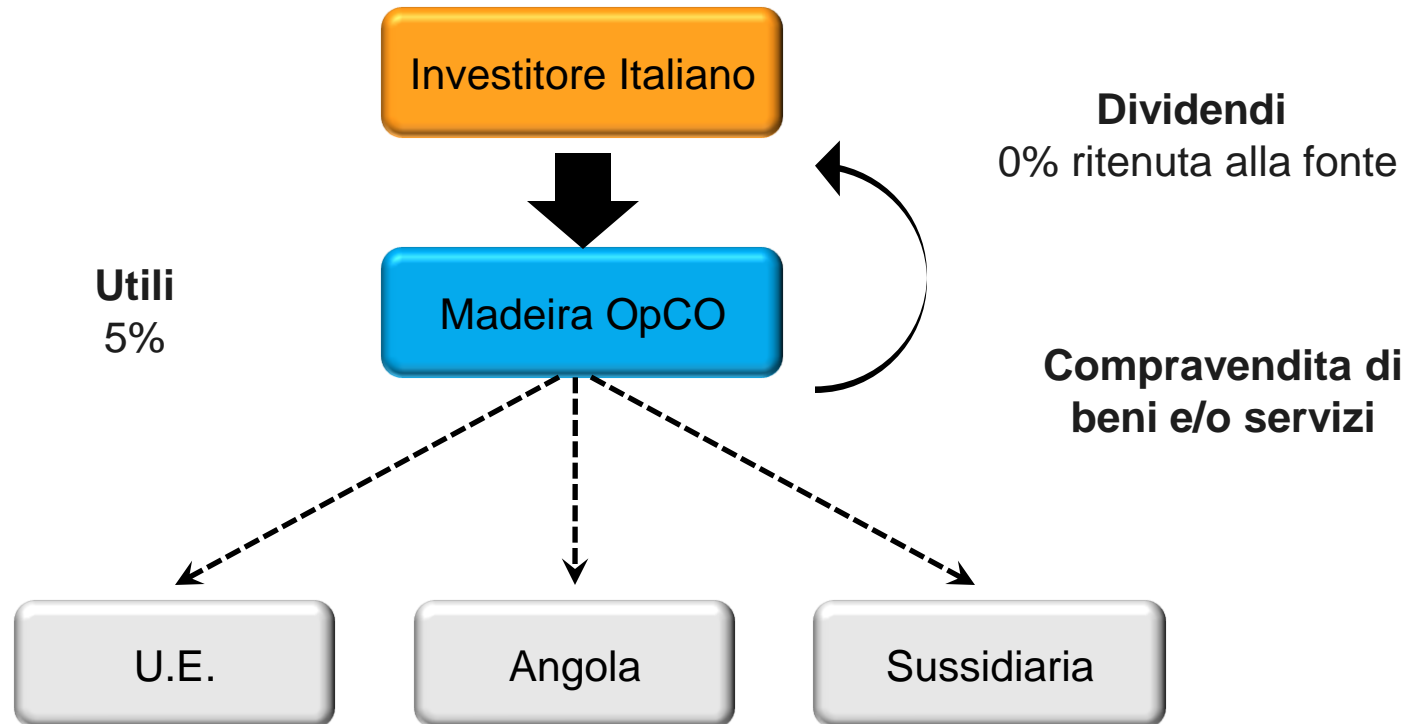 Investitore Italiano
Dividendi
0% ritenuta alla fonte
Utili
5%
Madeira OpCO
Compravendita di
beni e/o servizi
U.E.
Angola
Sussidiaria